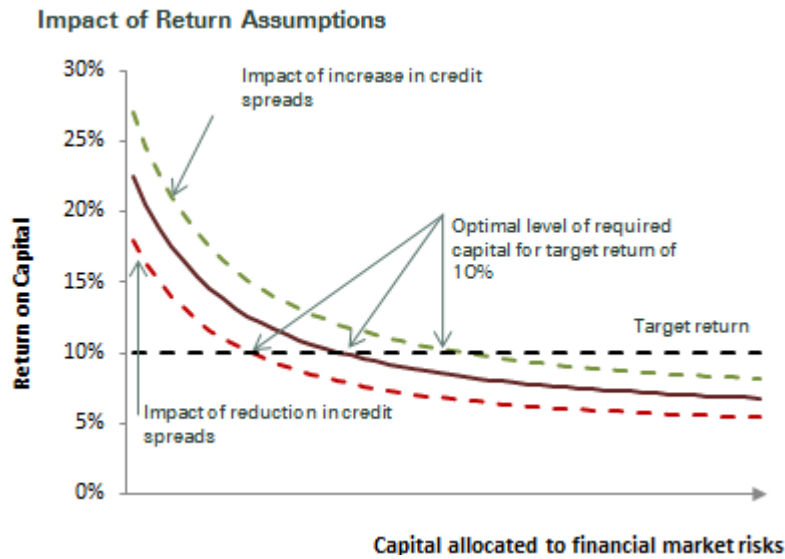 Impact of Return Assumptions
30%
Impact of increase in credit
spreads
25%
20%
Optimal level of required
capital for target return of
10%
15%
Target return
10%
Return on Capital
5%
Impact of reduction in credit
spreads
0%
Capital allocated to financial market risks